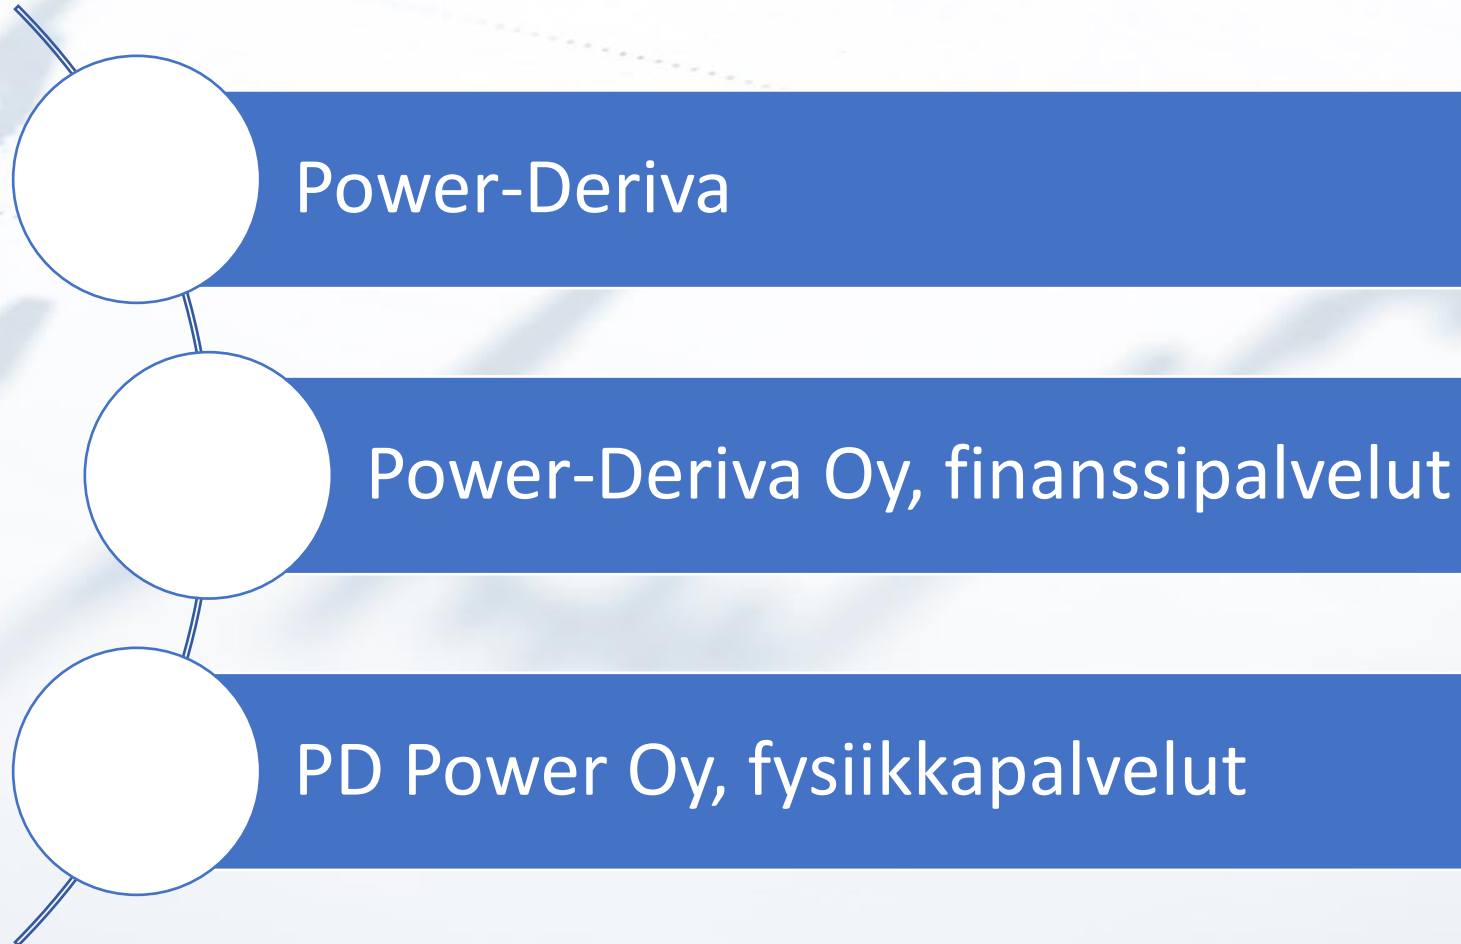 Power-Deriva
Power-Deriva Oy, finanssipalvelut
PD Power Oy, fysiikkapalvelut